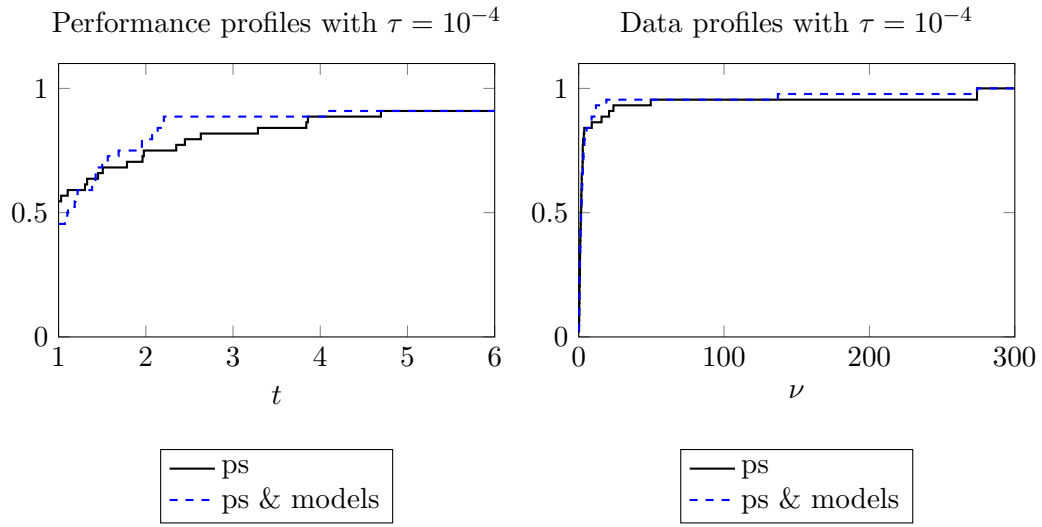 Performance profiles with τ = 10⁻⁴
1
0.5
0
1 2 3 4 5 6
t
ps
ps & models
Data profiles with τ = 10⁻⁴
1
0.5
0
0 100 200 300
ν
ps
ps & models